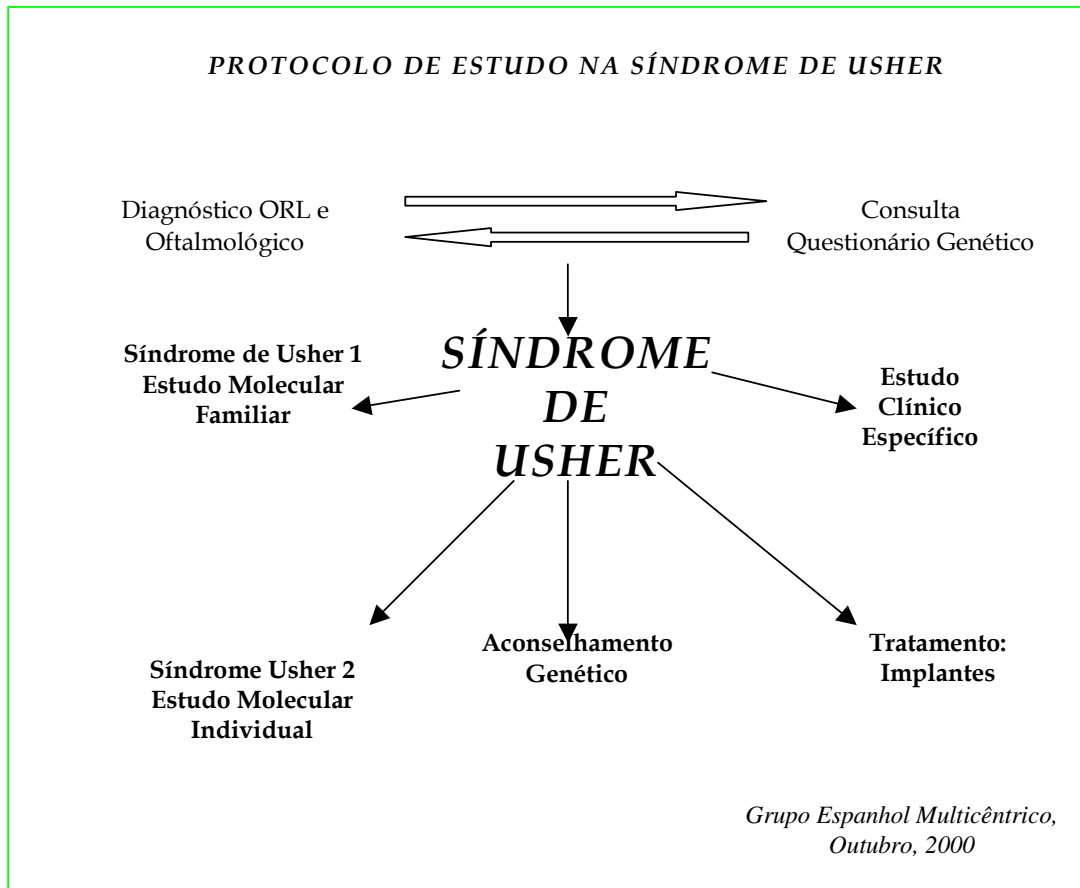 PROTOCOLO DE ESTUDO NA SÍNDROME DE USHER
Diagnóstico ORL e
Oftalmológico
Consulta
Questionário Genético
SÍNDROME
DE
USHER
Síndrome de Usher 1
Estudo Molecular
Familiar
Estudo
Clínico
Específico
Síndrome Usher 2
Estudo Molecular
Individual
Aconselhamento
Genético
Tratamento:
Implantes
Grupo Espanhol Multicêntrico,
Outubro, 2000